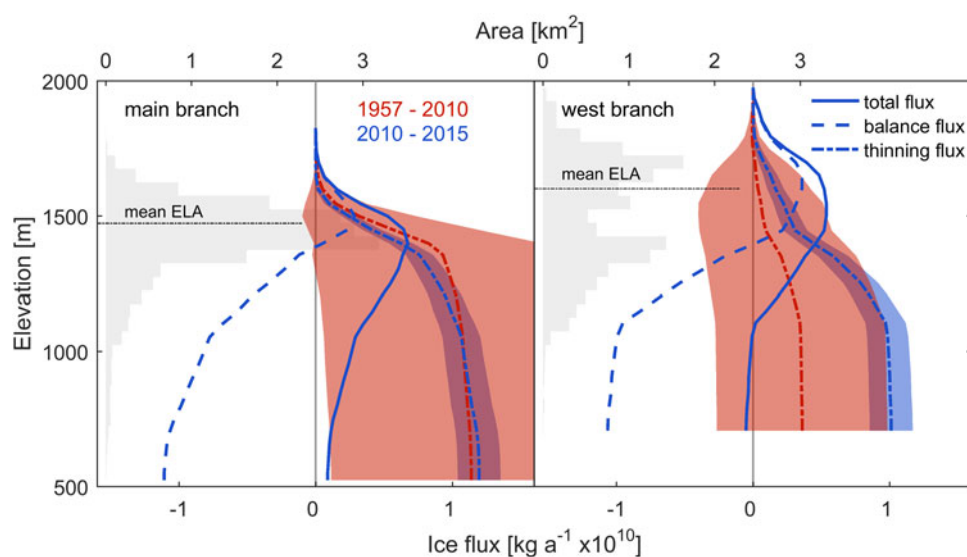 Area [km2]
0 1 2 3 0 1 2 3
2000
1500
1000
500
Elevation [m]
main branch
1957 - 2010
2010 - 2015
mean ELA
west branch
total flux
balance flux
thinning flux
mean ELA
-1 0 1 -1 0 1
Ice flux [kg a-1 x1010]